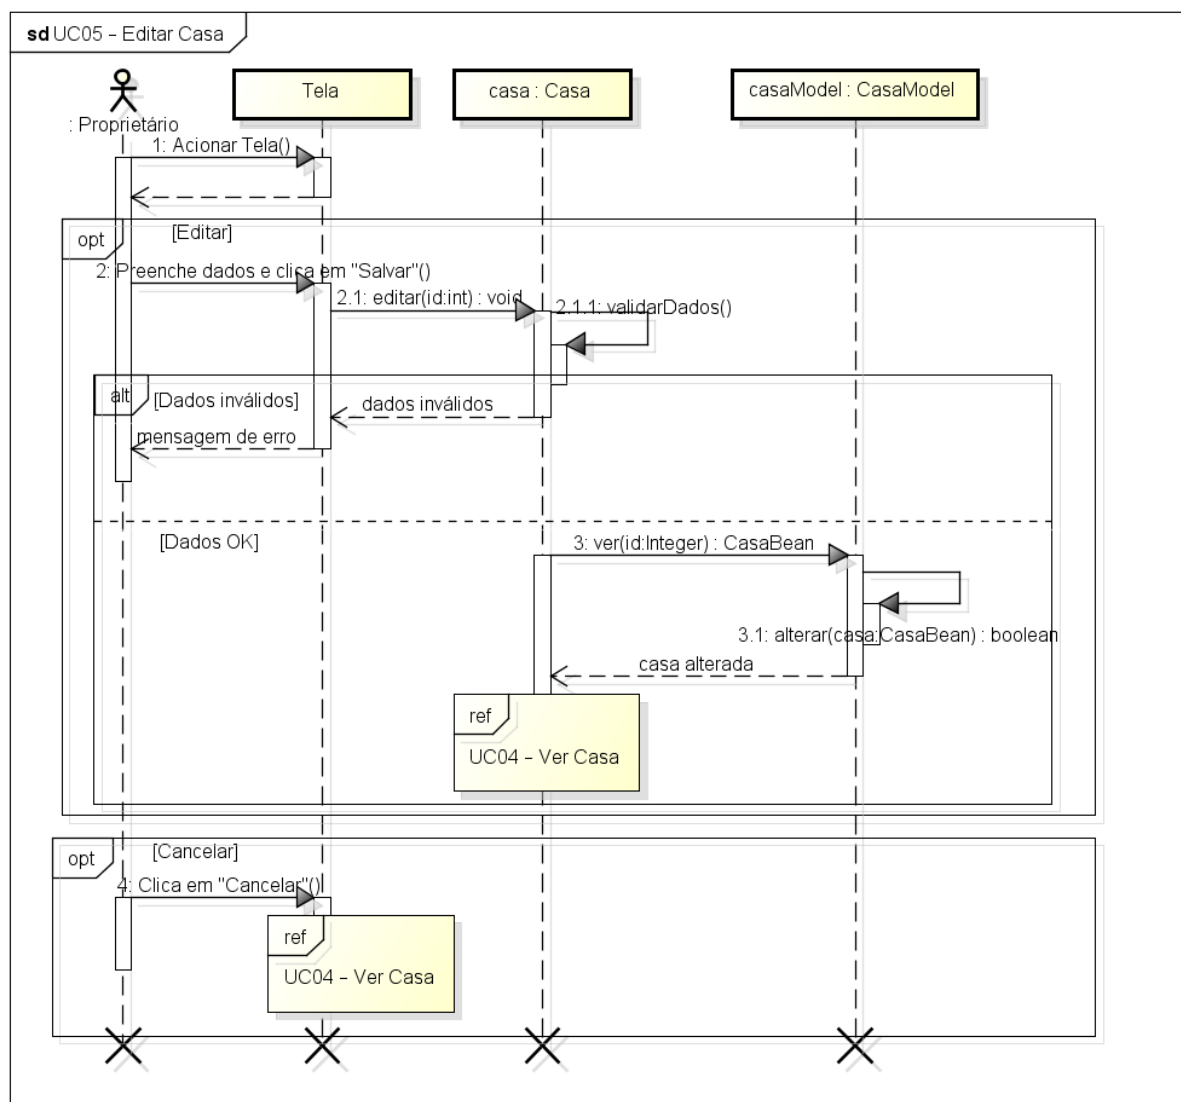 sd UC05 – Editar Casa
Tela
casa : Casa
casaModel : CasaModel
: Proprietário
1: Acionar Tela()
opt
[Editar]
2: Preenche dados e clica em "Salvar"()
2.1: editar(id:int) : void
2.1.1: validarDados()
alt
[Dados inválidos]
dados inválidos
mensagem de erro
[Dados OK]
3: ver(id:Integer) : CasaBean
3.1: alterar(casa:CasaBean) : boolean
casa alterada
ref
UC04 – Ver Casa
opt
[Cancelar]
4: Clica em "Cancelar"()
ref
UC04 – Ver Casa